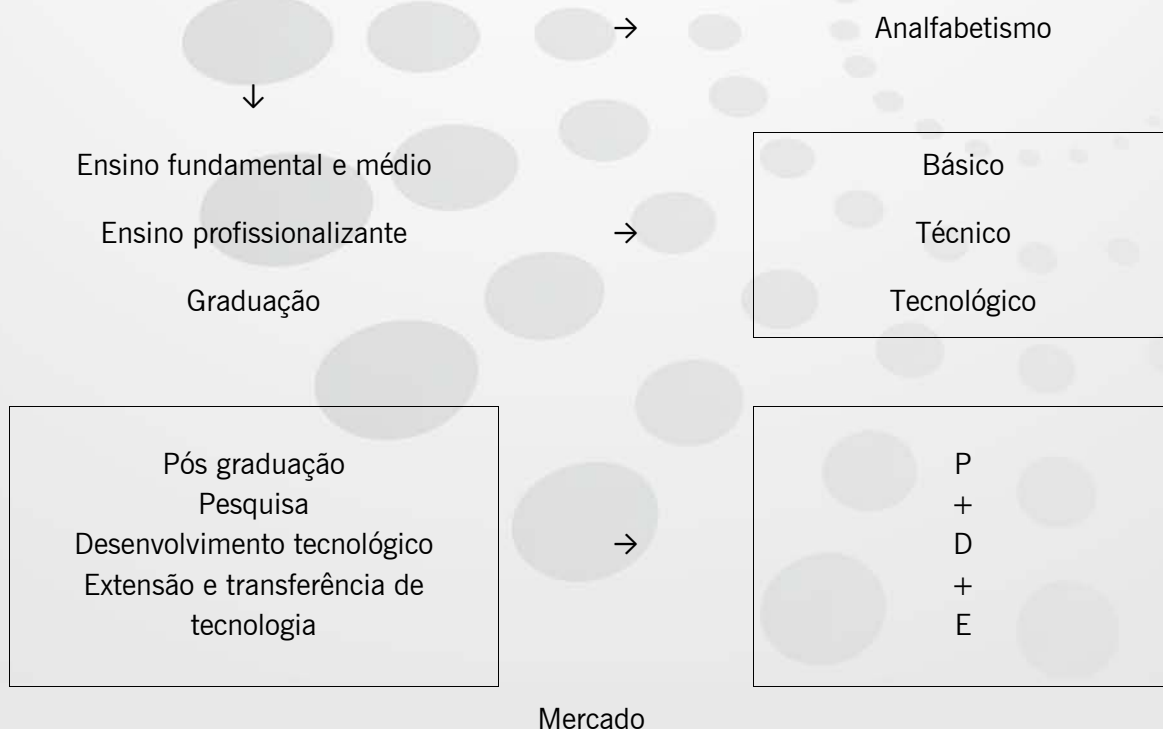 → Analfabetismo
↓
Ensino fundamental e médio
Básico
Ensino profissionalizante → Técnico
Graduação
Tecnológico
Pós graduação
Pesquisa
Desenvolvimento tecnológico
Extensão e transferência de
tecnologia
→
P
+
D
+
E
Mercado